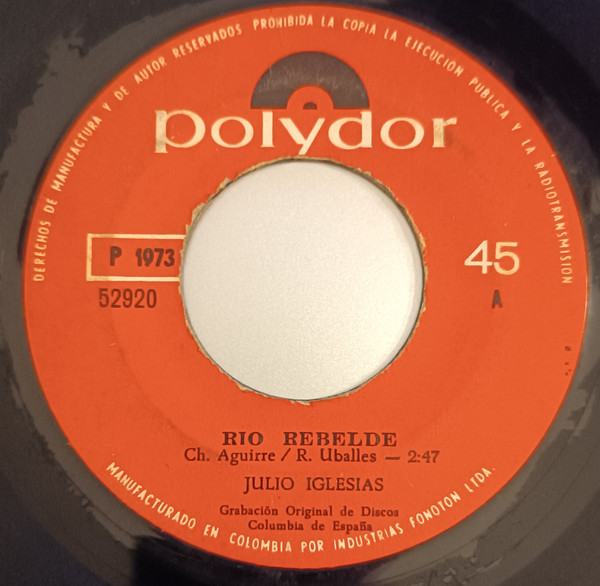 DERECHOS DE MANUFACTURA Y DE AUTOR RESERVADOS PROHIBIDA LA COPIA LA EJECUCION PUBLICA Y LA RADIOTRANSMISION
polydor
P 1973
45
52920
A
RIO REBELDE
Ch. Aguirre / R. Uballes — 2:47
JULIO IGLESIAS
Grabación Original de Discos
Columbia de España
MANUFACTURADO EN COLOMBIA POR INDUSTRIAS FONOTON LTDA.